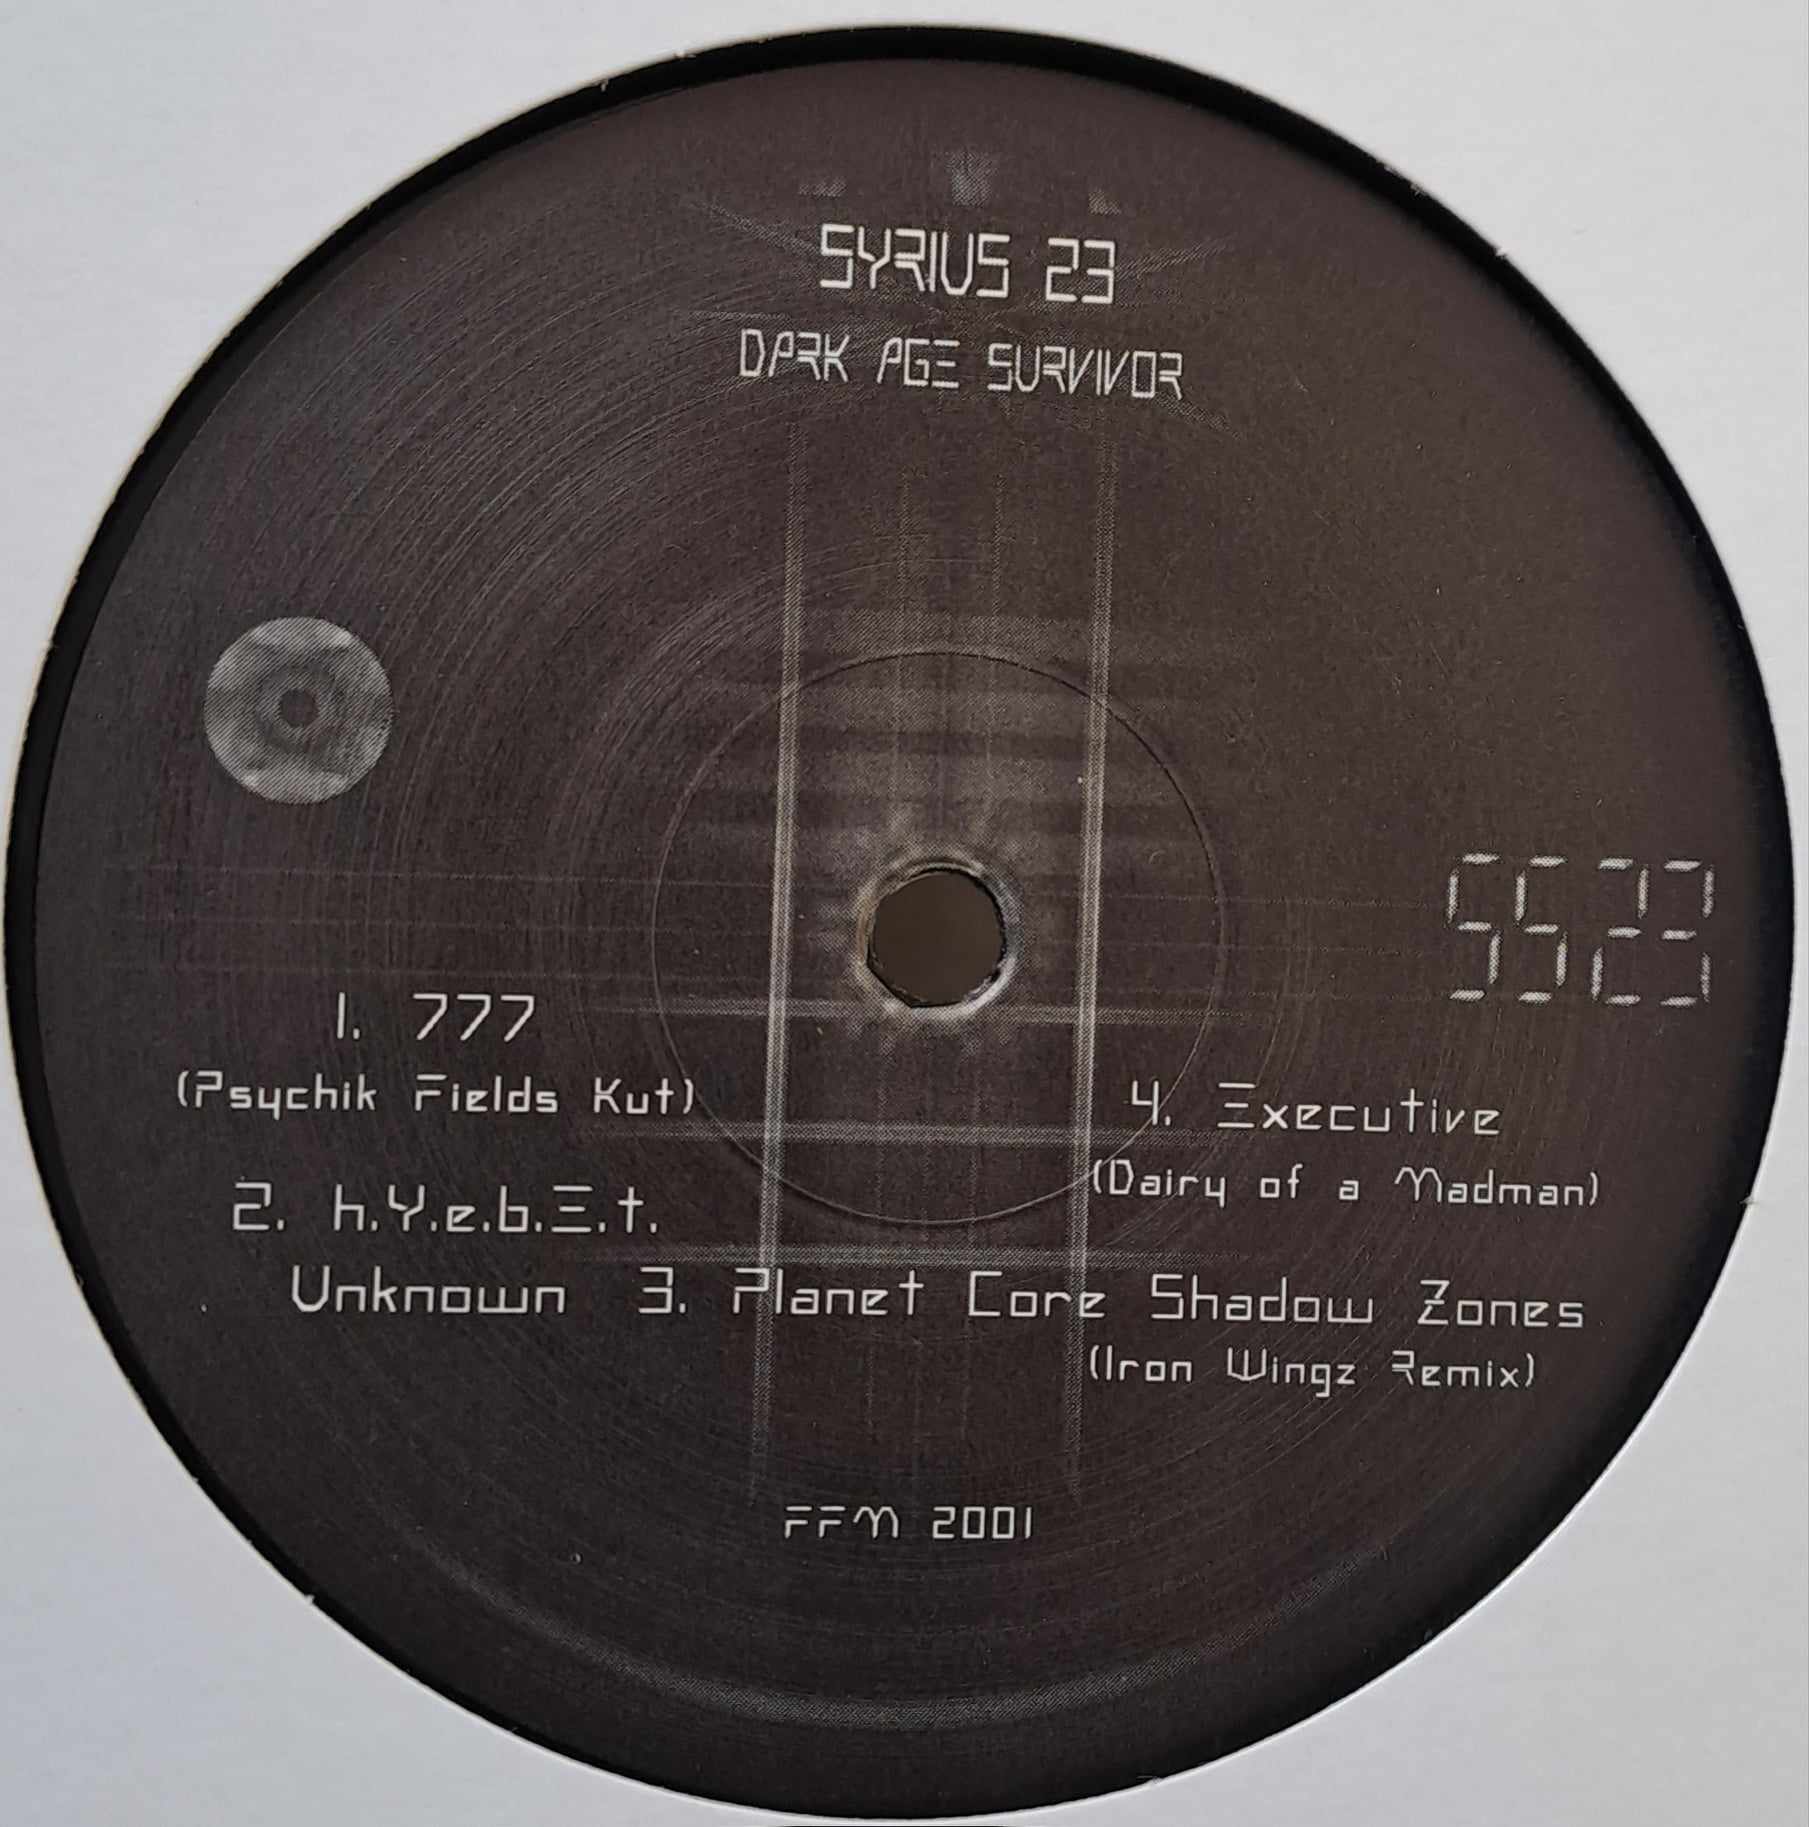 SYRIUS 23
DARK AGE SURVIVOR
SS23
1. 777
(Psychik Fields Kut)
2. h.Y.e.b.E.t.
Unknown
3. Planet Core Shadow Zones
(Iron Wingz Remix)
4. Executive
(Dairy of a Madman)
FFM 2001